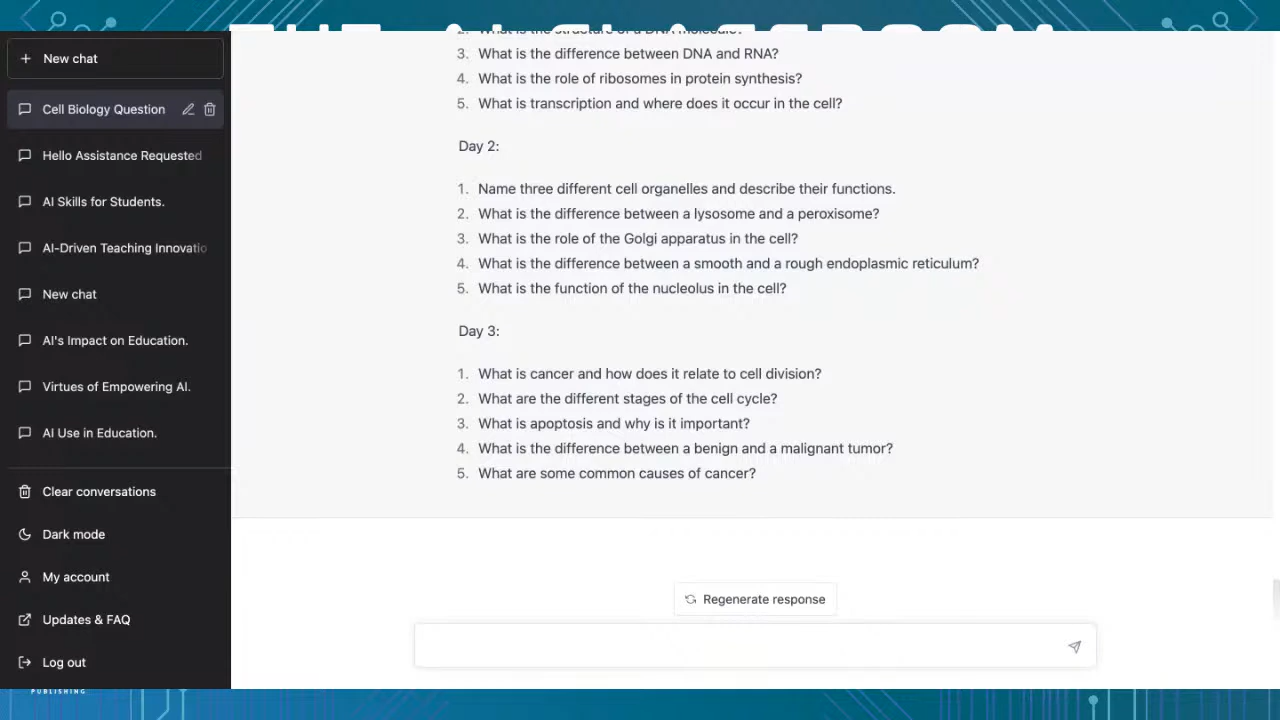 New chat
Cell Biology Question
Hello Assistance Requested
AI Skills for Students.
AI-Driven Teaching Innovatio
New chat
AI's Impact on Education.
Virtues of Empowering AI.
AI Use in Education.
Clear conversations
Dark mode
My account
Updates & FAQ
Log out
PUBLISHING
2. What is the structure of a DNA molecule?
3. What is the difference between DNA and RNA?
4. What is the role of ribosomes in protein synthesis?
5. What is transcription and where does it occur in the cell?
Day 2:
1. Name three different cell organelles and describe their functions.
2. What is the difference between a lysosome and a peroxisome?
3. What is the role of the Golgi apparatus in the cell?
4. What is the difference between a smooth and a rough endoplasmic reticulum?
5. What is the function of the nucleolus in the cell?
Day 3:
1. What is cancer and how does it relate to cell division?
2. What are the different stages of the cell cycle?
3. What is apoptosis and why is it important?
4. What is the difference between a benign and a malignant tumor?
5. What are some common causes of cancer?
Regenerate response